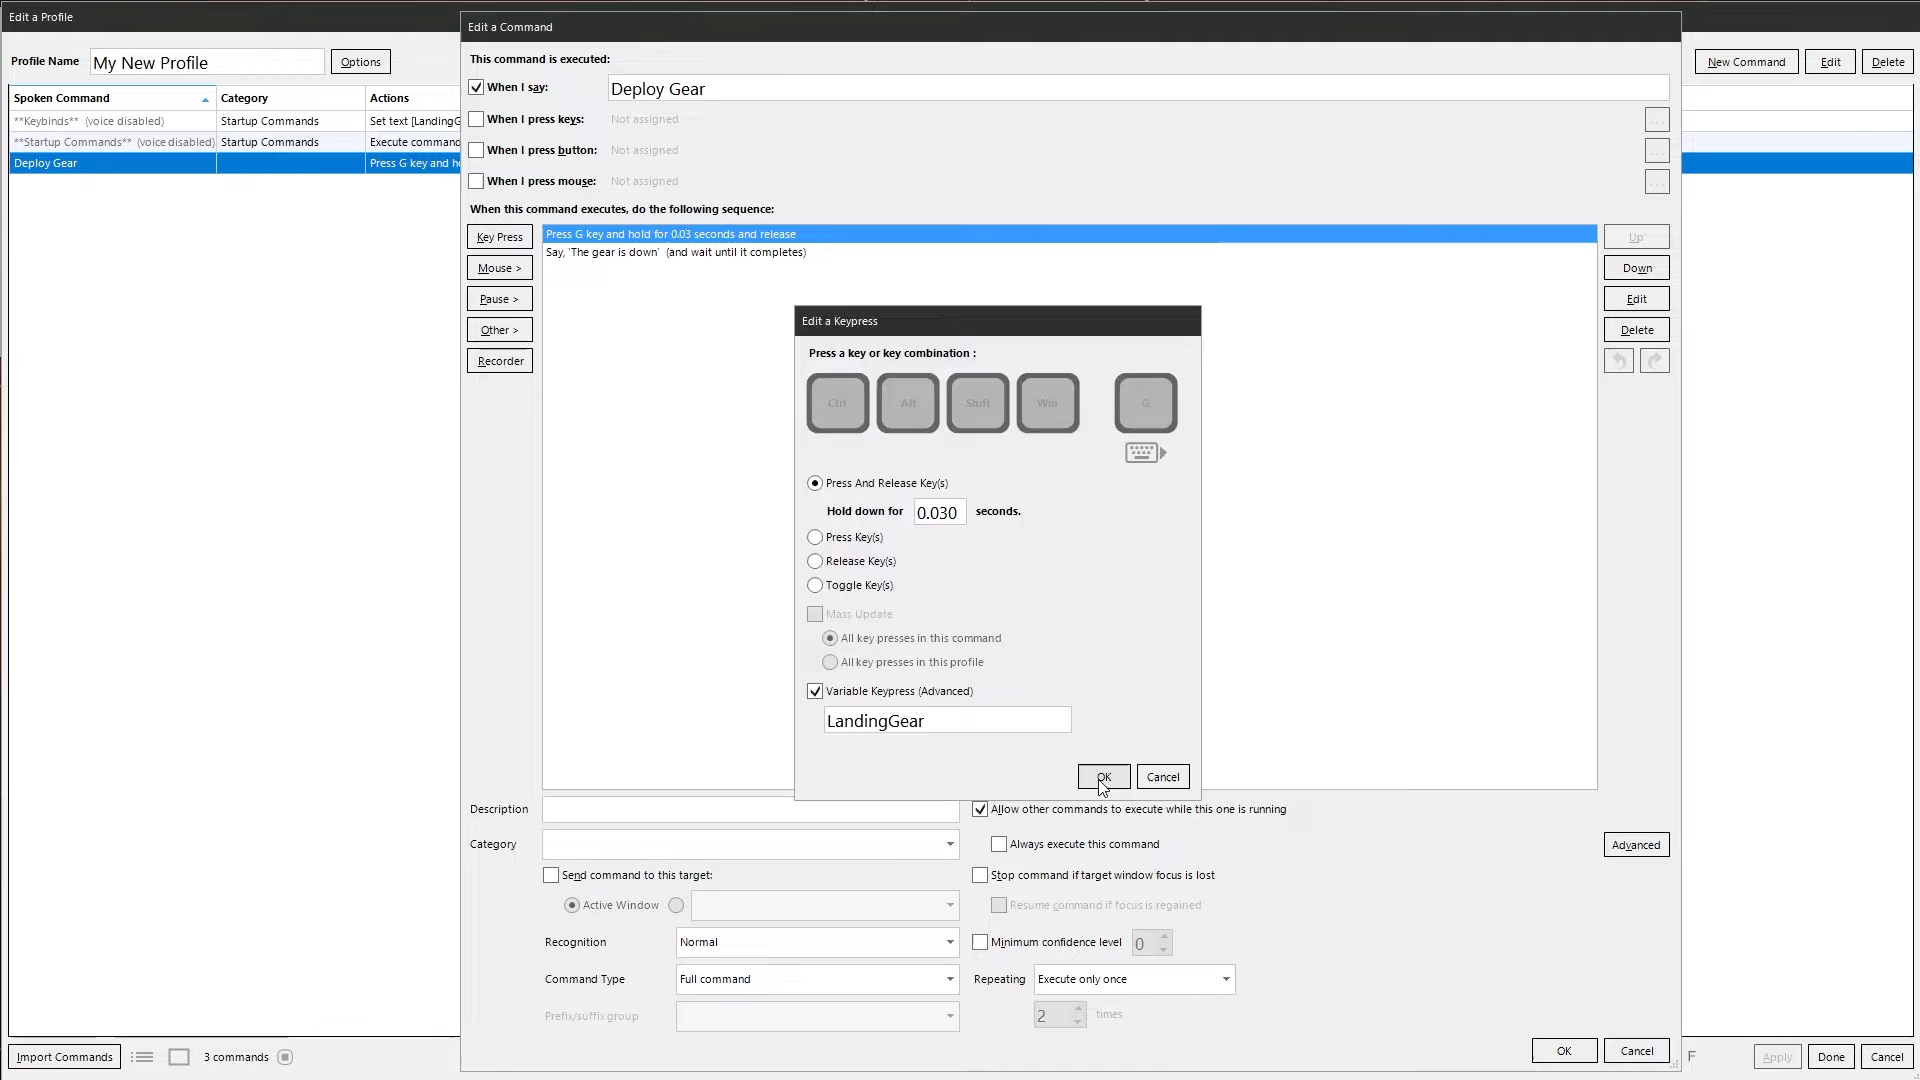 Edit a Profile
Profile Name My New Profile Options
Spoken Command Category Actions
**Keybinds** (voice disabled) Startup Commands Set text [LandingG
**Startup Commands** (voice disabled) Startup Commands Execute command
Deploy Gear Press G key and ho
New Command Edit Delete
Edit a Command
This command is executed:
When I say: Deploy Gear
When I press keys: Not assigned ...
When I press button: Not assigned ...
When I press mouse: Not assigned ...
When this command executes, do the following sequence:
Key Press
Mouse >
Pause >
Other >
Recorder
Press G key and hold for 0.03 seconds and release
Say, 'The gear is down' (and wait until it completes)
Up
Down
Edit
Delete
Edit a Keypress
Press a key or key combination :
Ctrl Alt Shift Win G
Press And Release Key(s)
Hold down for 0.030 seconds.
Press Key(s)
Release Key(s)
Toggle Key(s)
Mass Update
All key presses in this command
All key presses in this profile
Variable Keypress (Advanced)
LandingGear
OK Cancel
Description
Category
Allow other commands to execute while this one is running
Always execute this command
Advanced
Send command to this target:
Active Window
Stop command if target window focus is lost
Resume command if focus is regained
Recognition Normal
Minimum confidence level 0
Command Type Full command
Repeating Execute only once
Prefix/suffix group
2 times
OK Cancel
Import Commands 3 commands
F Apply Done Cancel